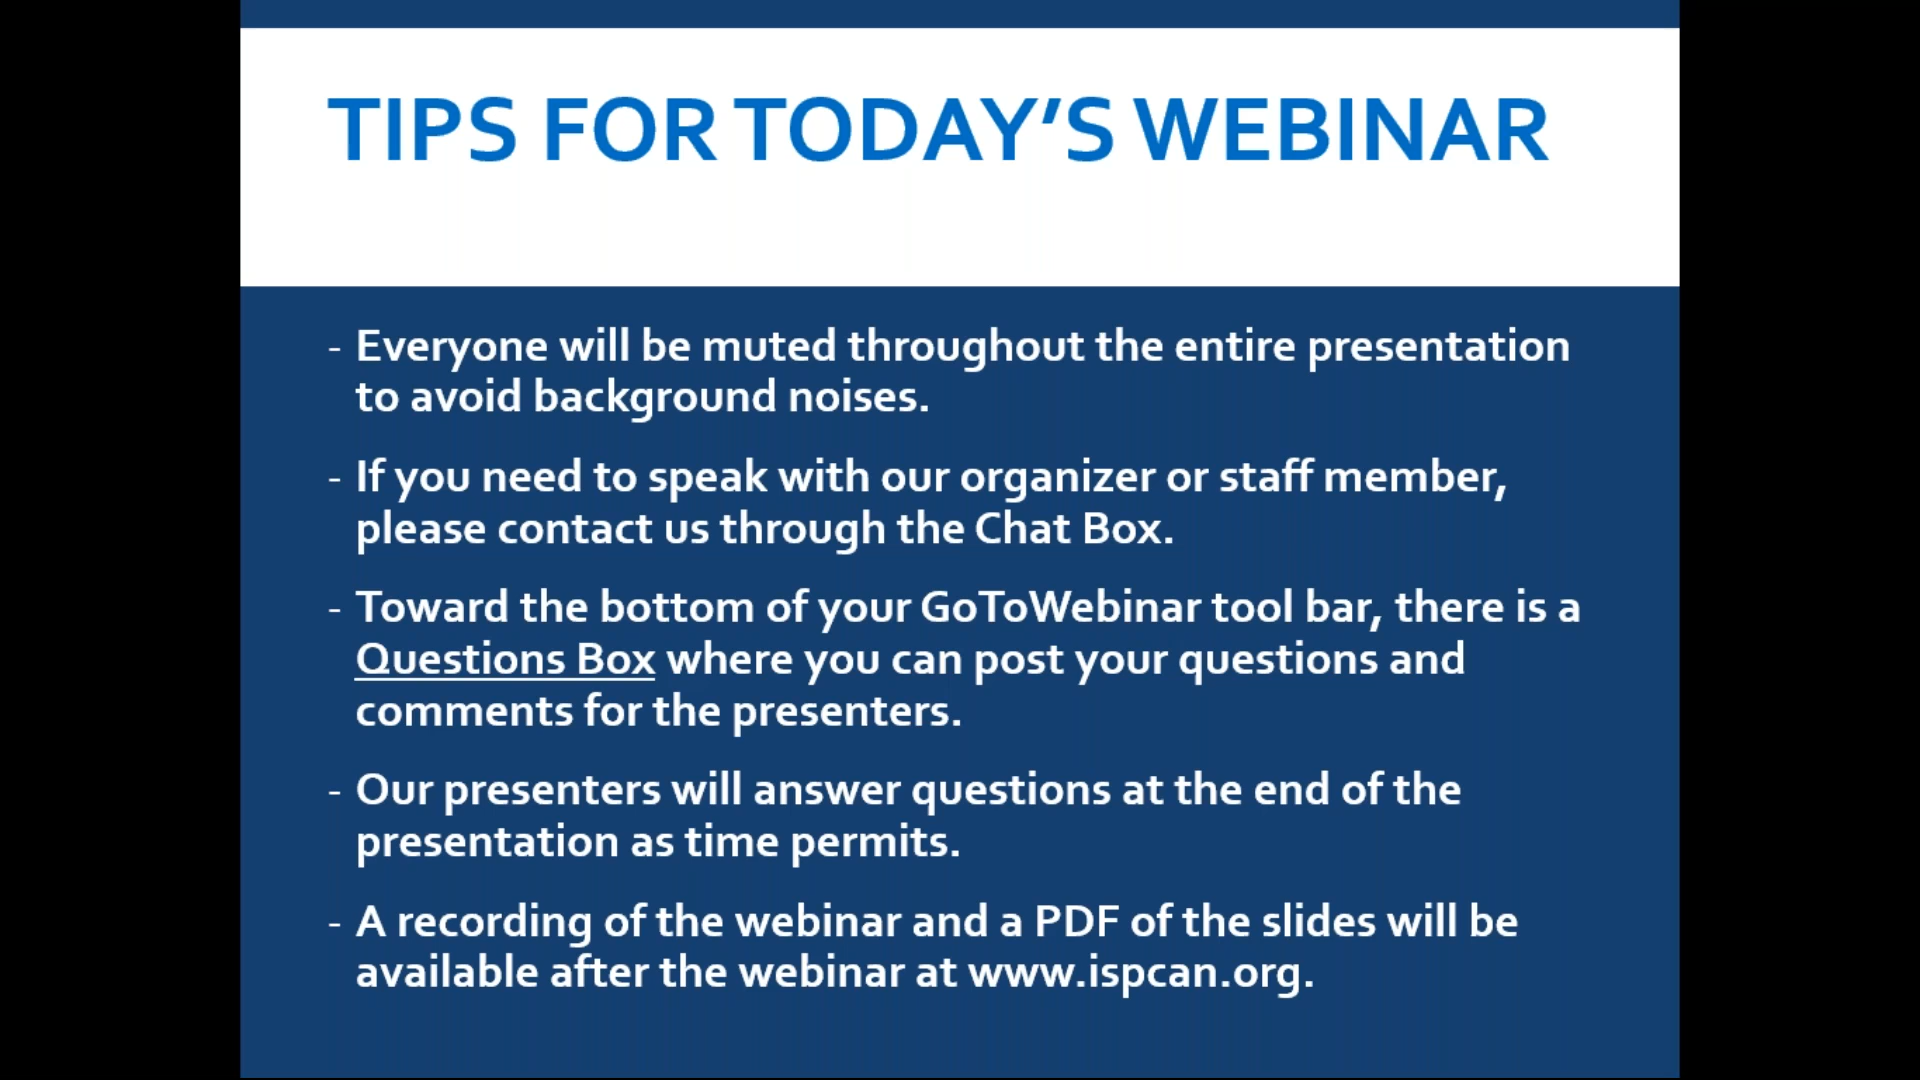 TIPS FOR TODAY’S WEBINAR
- Everyone will be muted throughout the entire presentation
to avoid background noises.
- If you need to speak with our organizer or staff member,
please contact us through the Chat Box.
- Toward the bottom of your GoToWebinar tool bar, there is a
Questions Box where you can post your questions and
comments for the presenters.
- Our presenters will answer questions at the end of the
presentation as time permits.
- A recording of the webinar and a PDF of the slides will be
available after the webinar at www.ispcan.org.